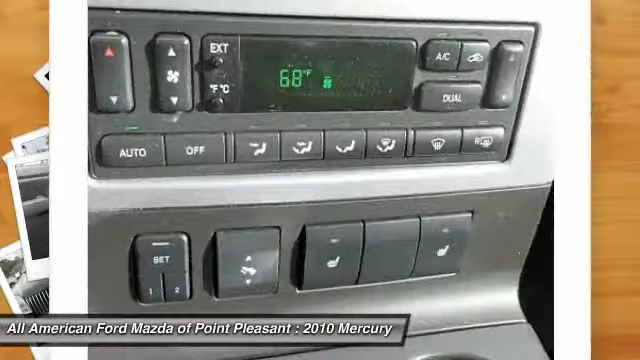 EXT
68°F
A/C
°F °C
DUAL
AUTO OFF R
SET
1 2
All American Ford Mazda of Point Pleasant : 2010 Mercury